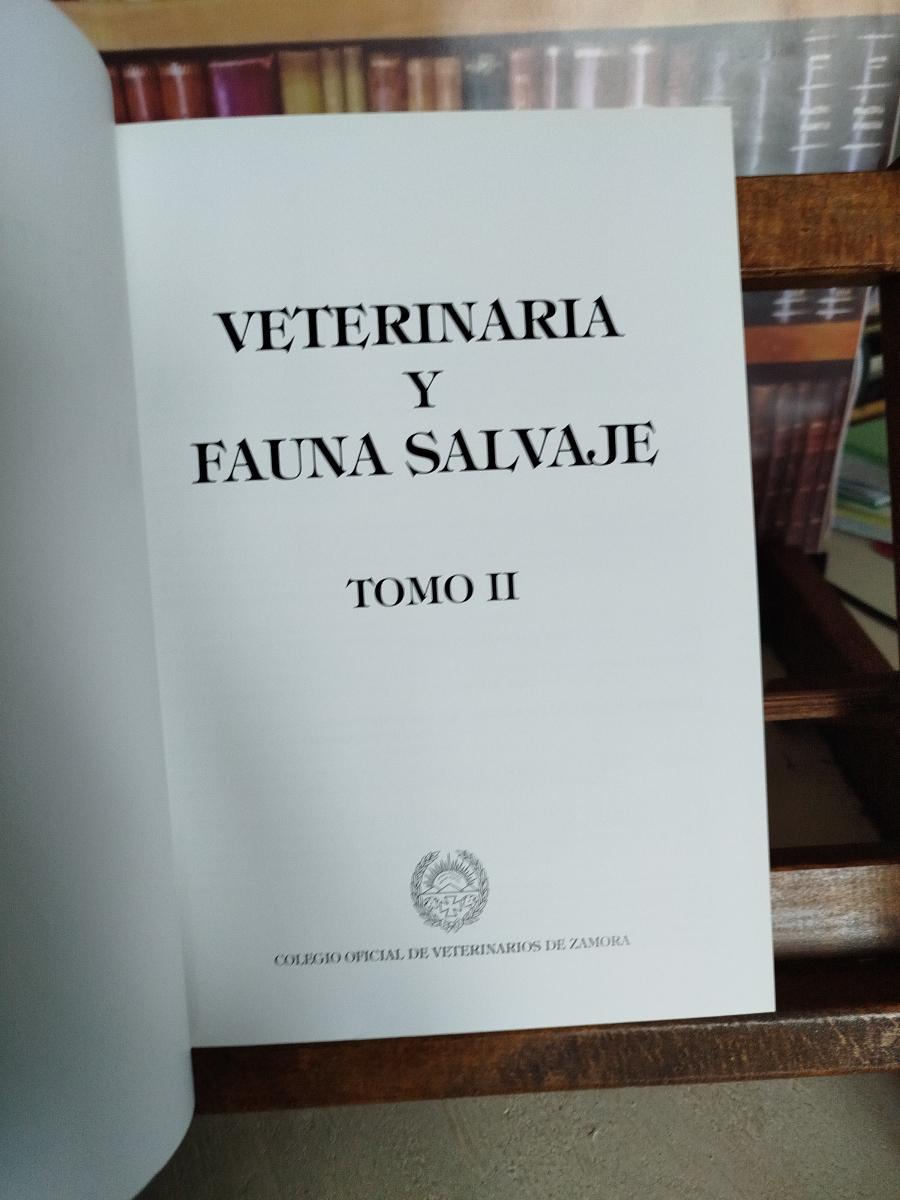 VETERINARIA
Y
FAUNA SALVAJE
TOMO II
COLEGIO OFICIAL DE VETERINARIOS DE ZAMORA